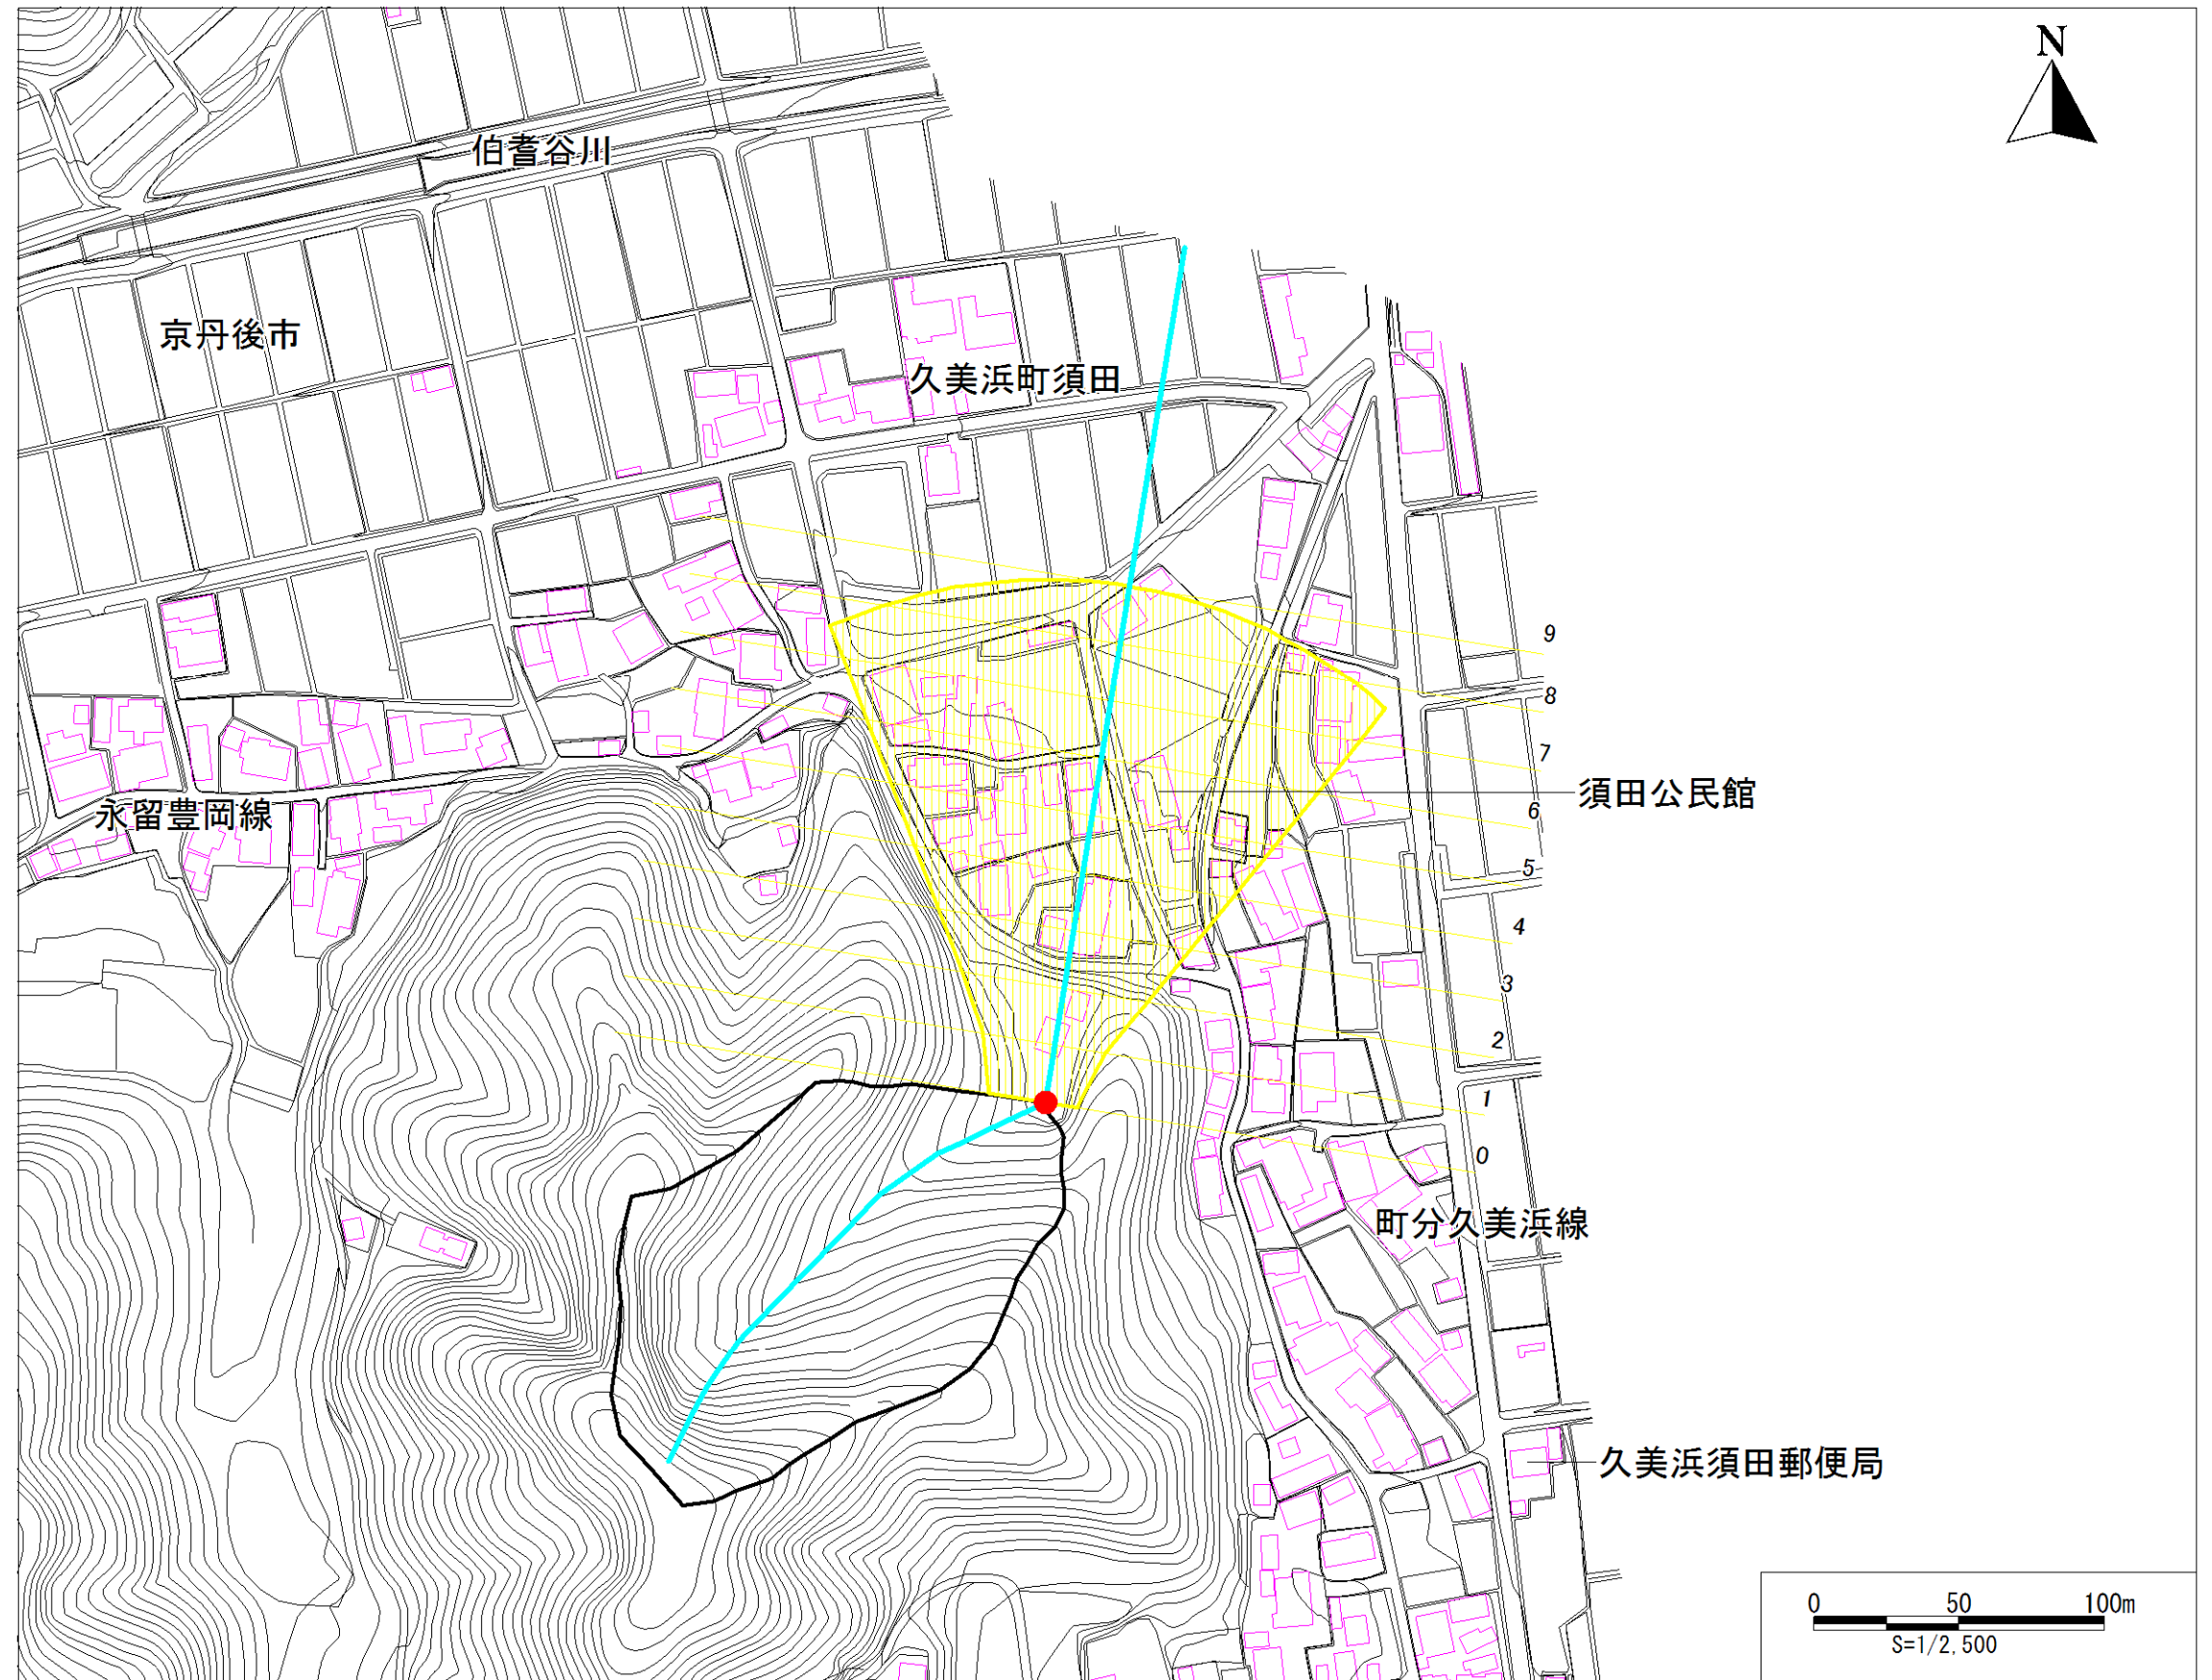 N
伯耆谷川
京丹後市
久美浜町須田
9
8
7
須田公民館
6
永留豊岡線
5
4
3
2
1
0
町分久美浜線
久美浜須田郵便局
0 50 100m
S=1/2,500